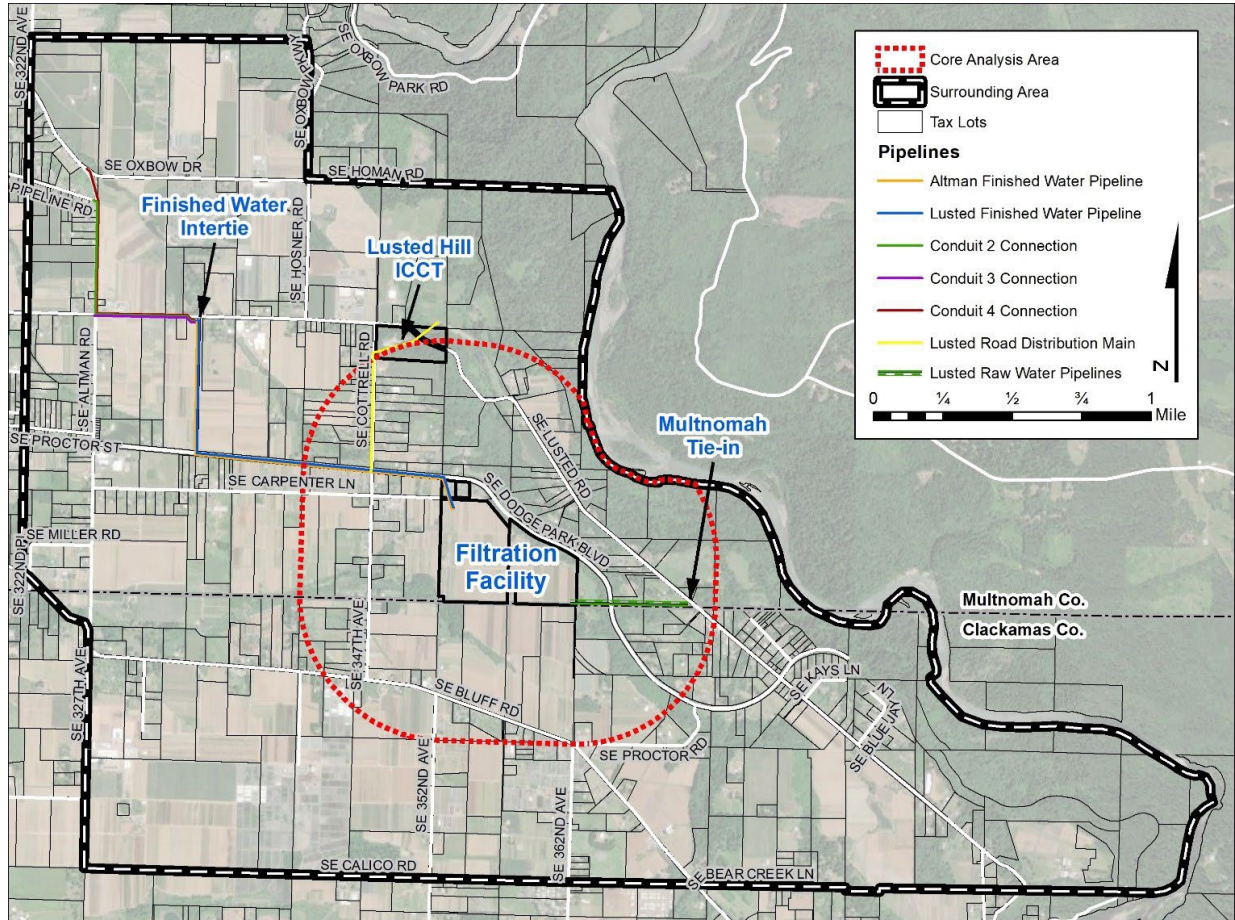 SE 322ND AVE
SE OXBOW PKWY
SE OXBOW PARK RD
SE OXBOW DR
SE HOMAN RD
PIPELINE RD
Finished Water
Intertie
SE HOSNER RD
Lusted Hill
ICCT
SE ALTMAN RD
SE COTTRELL RD
SE LUSTED RD
Multnomah
Tie-in
SE PROCTOR ST
SE CARPENTER LN
SE DODGE PARK BLVD
SE MILLER RD
Filtration
Facility
SE 322ND PL
Multnomah Co.
Clackamas Co.
SE 327TH AVE
SE 347TH AVE
SE BLUFF RD
SE KAYS LN
SE BLUE JAY LN
SE PROCTOR RD
SE 352ND AVE
SE 362ND AVE
SE CALICO RD
SE BEAR CREEK LN
Core Analysis Area
Surrounding Area
Tax Lots
Pipelines
Altman Finished Water Pipeline
Lusted Finished Water Pipeline
Conduit 2 Connection
Conduit 3 Connection
Conduit 4 Connection
Lusted Road Distribution Main
Lusted Raw Water Pipelines
N
0 ¼ ½ ¾ 1
Mile